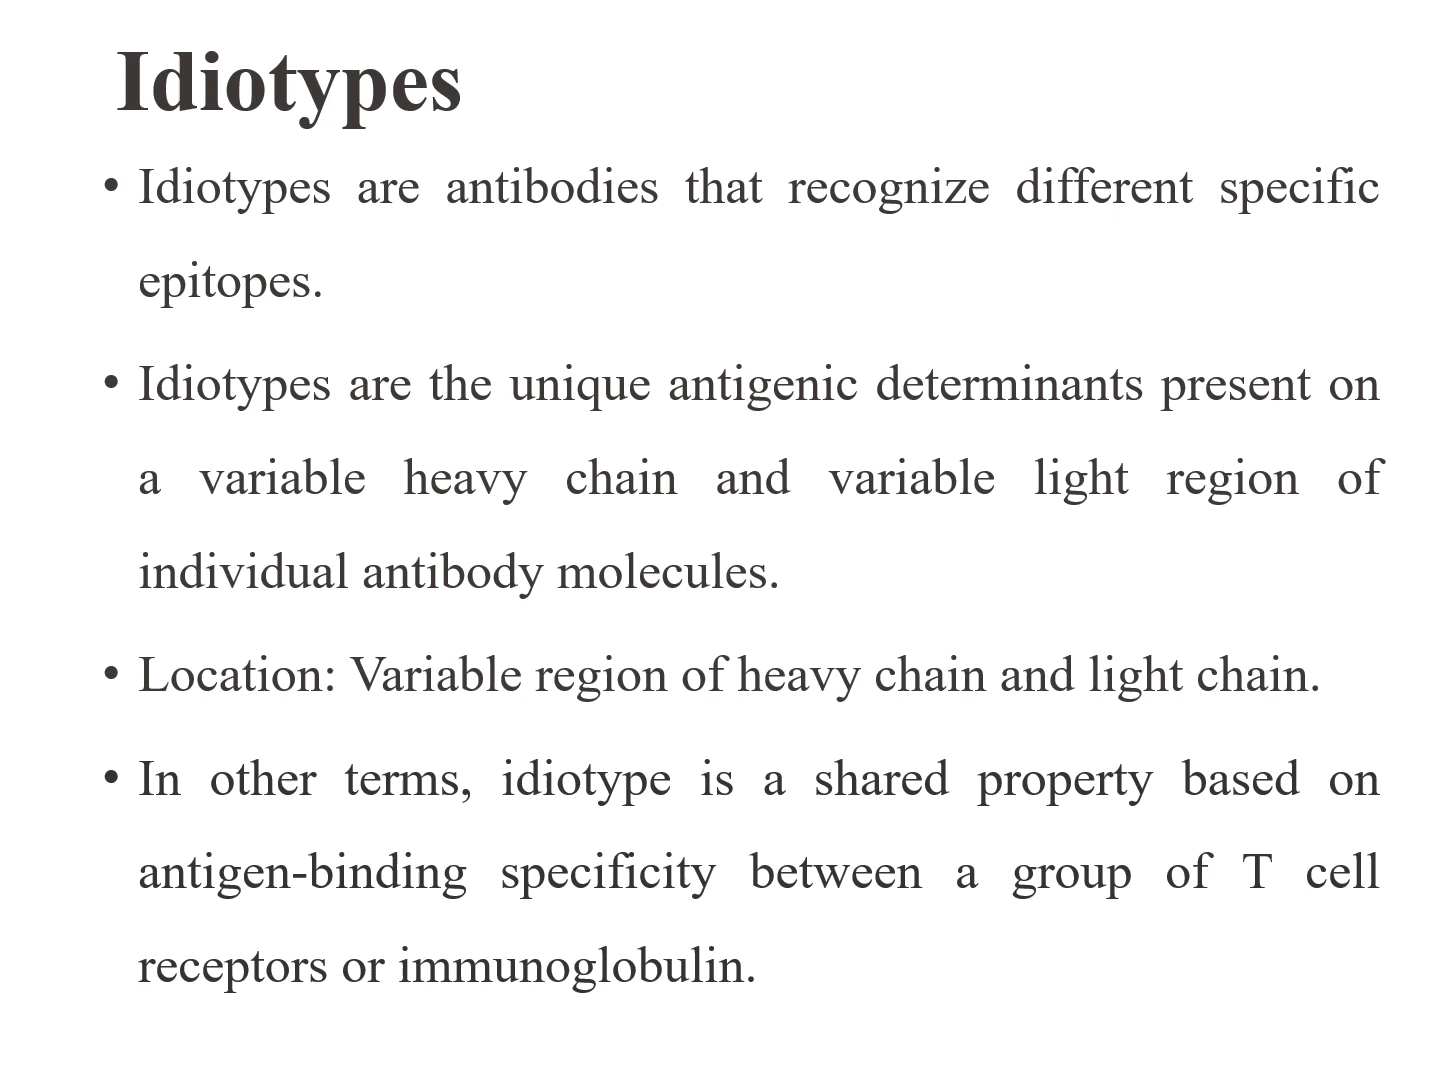 Idiotypes
• Idiotypes are antibodies that recognize different specific
epitopes.
• Idiotypes are the unique antigenic determinants present on
a variable heavy chain and variable light region of
individual antibody molecules.
• Location: Variable region of heavy chain and light chain.
• In other terms, idiotype is a shared property based on
antigen-binding specificity between a group of T cell
receptors or immunoglobulin.